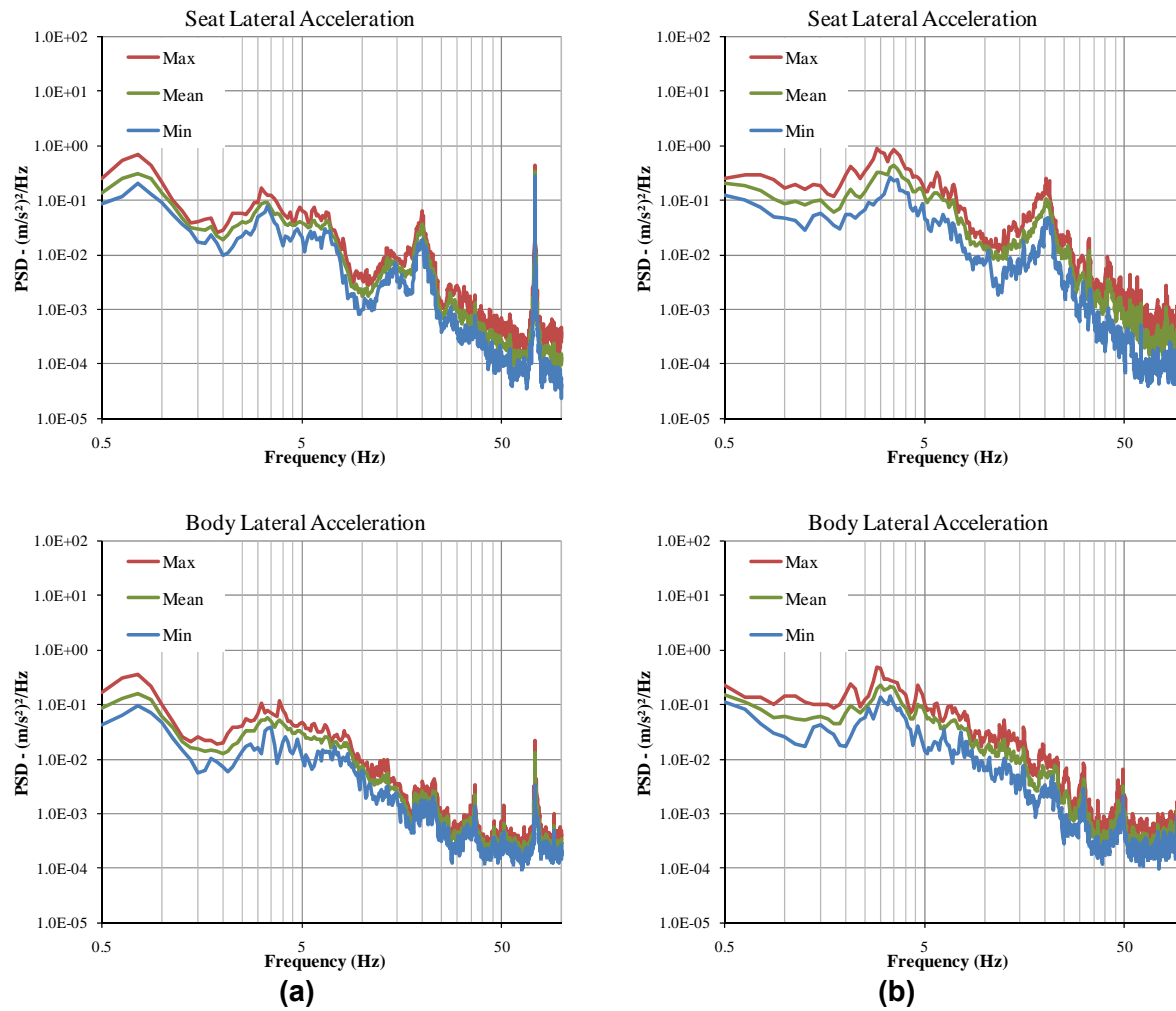 Seat Lateral Acceleration
1.0E+02
1.0E+01
1.0E+00
1.0E-01
1.0E-02
1.0E-03
1.0E-04
1.0E-05
PSD - (m/s²)²/Hz
Max
Mean
Min
0.5
5
50
Frequency (Hz)
Seat Lateral Acceleration
1.0E+02
1.0E+01
1.0E+00
1.0E-01
1.0E-02
1.0E-03
1.0E-04
1.0E-05
PSD - (m/s²)²/Hz
Max
Mean
Min
0.5
5
50
Frequency (Hz)
Body Lateral Acceleration
1.0E+02
1.0E+01
1.0E+00
1.0E-01
1.0E-02
1.0E-03
1.0E-04
1.0E-05
PSD - (m/s²)²/Hz
Max
Mean
Min
0.5
5
50
Frequency (Hz)
(a)
Body Lateral Acceleration
1.0E+02
1.0E+01
1.0E+00
1.0E-01
1.0E-02
1.0E-03
1.0E-04
1.0E-05
PSD - (m/s²)²/Hz
Max
Mean
Min
0.5
5
50
Frequency (Hz)
(b)